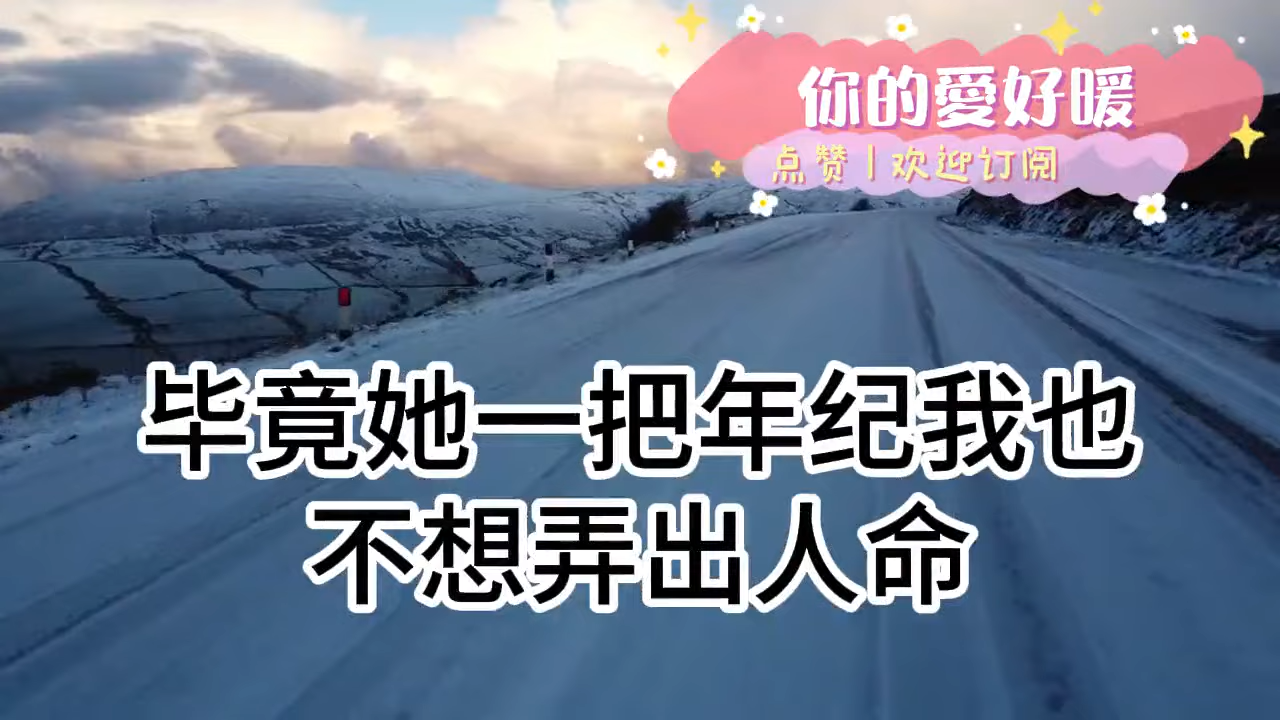 你的愛好暖
点赞丨欢迎订阅
毕竟她一把年纪我也
不想弄出人命